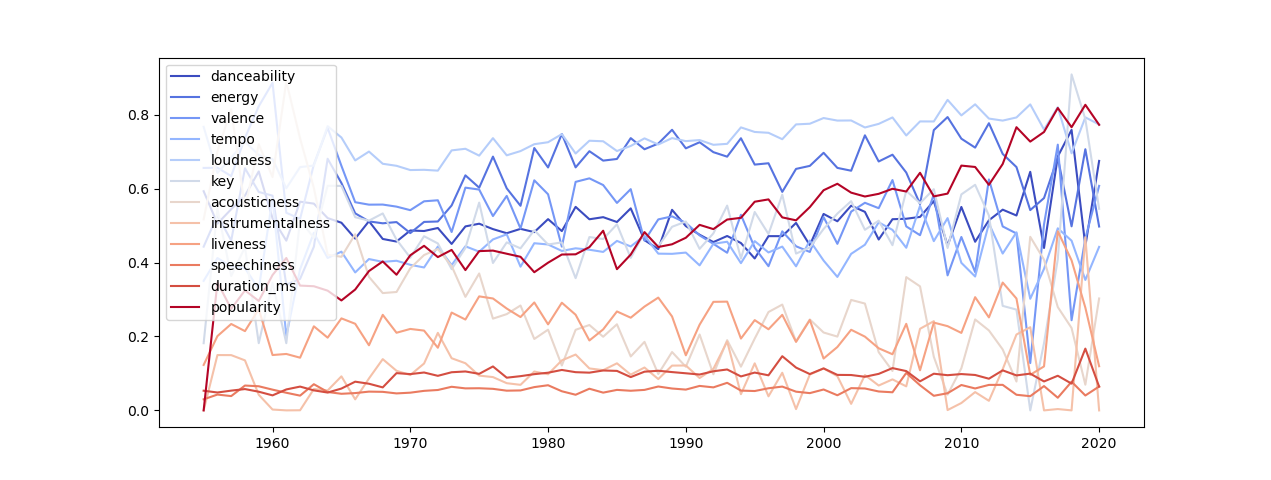 danceability
energy
valence
tempo
loudness
key
acousticness
instrumentalness
liveness
speechiness
duration_ms
popularity
0.8
0.6
0.4
0.2
0.0
1960 1970 1980 1990 2000 2010 2020